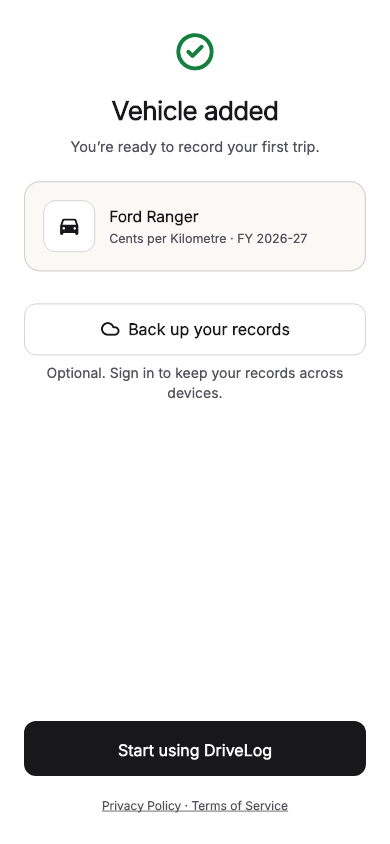 Vehicle added
You’re ready to record your first trip.
Ford Ranger
Cents per Kilometre · FY 2026-27
Back up your records
Optional. Sign in to keep your records across
devices.
Start using DriveLog
Privacy Policy · Terms of Service